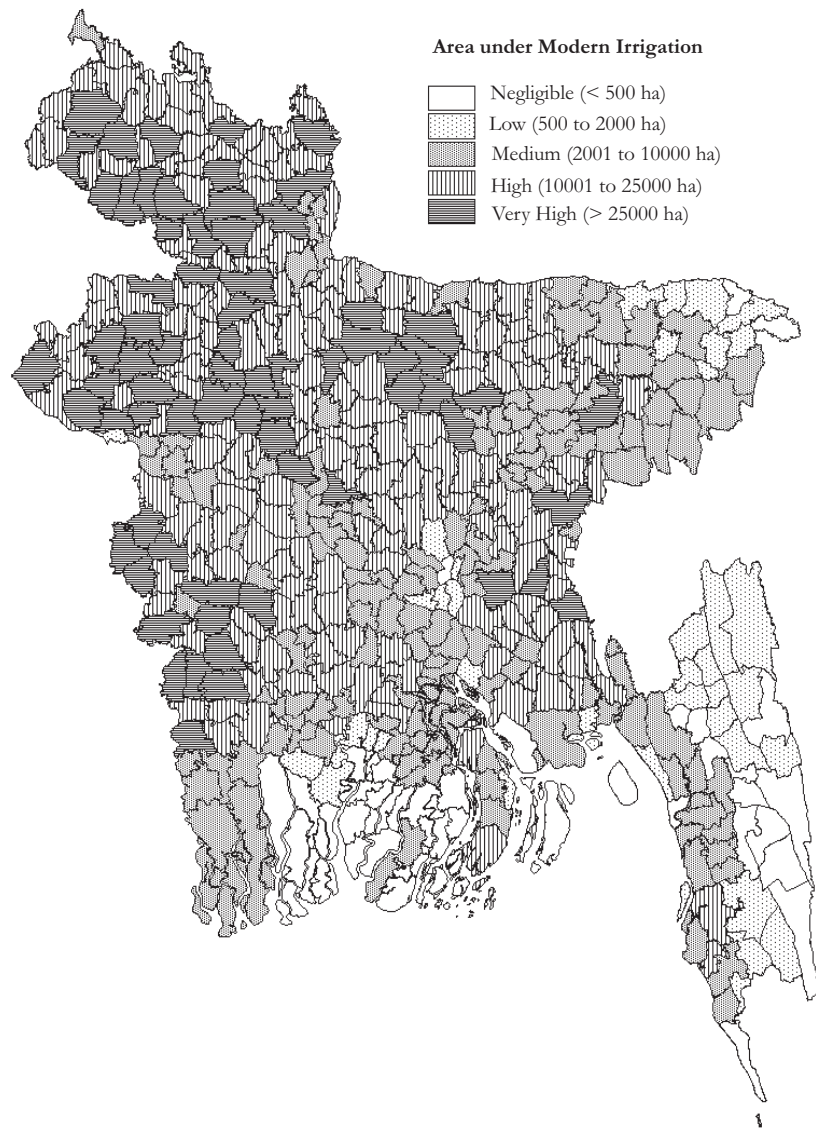 Area under Modern Irrigation
Negligible (< 500 ha)
Low (500 to 2000 ha)
Medium (2001 to 10000 ha)
High (10001 to 25000 ha)
Very High (> 25000 ha)